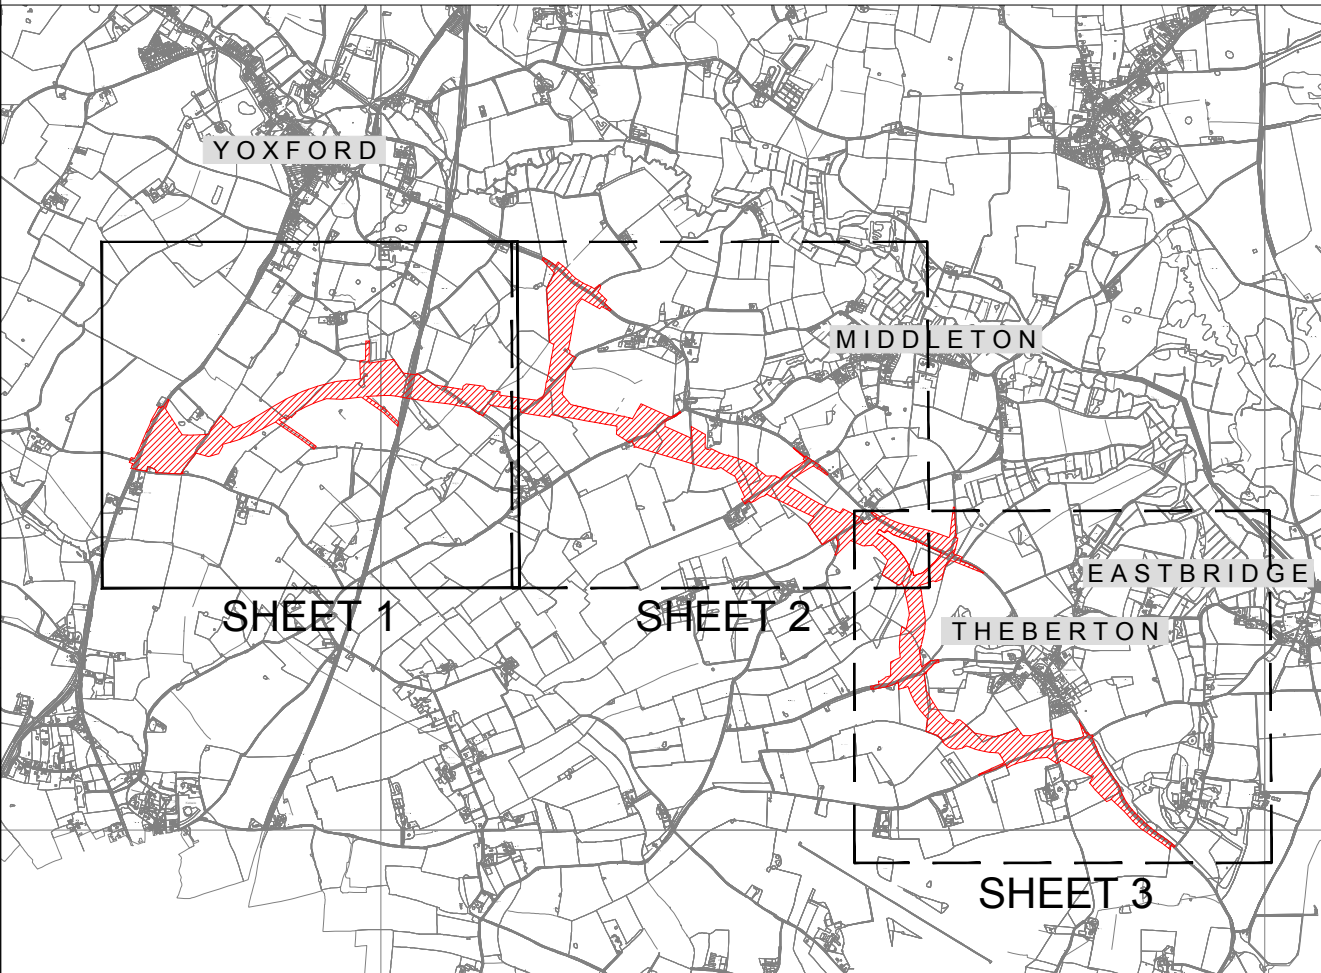 YOXFORD
MIDDLETON
EASTBRIDGE
SHEET 1
SHEET 2
THEBERTON
SHEET 3